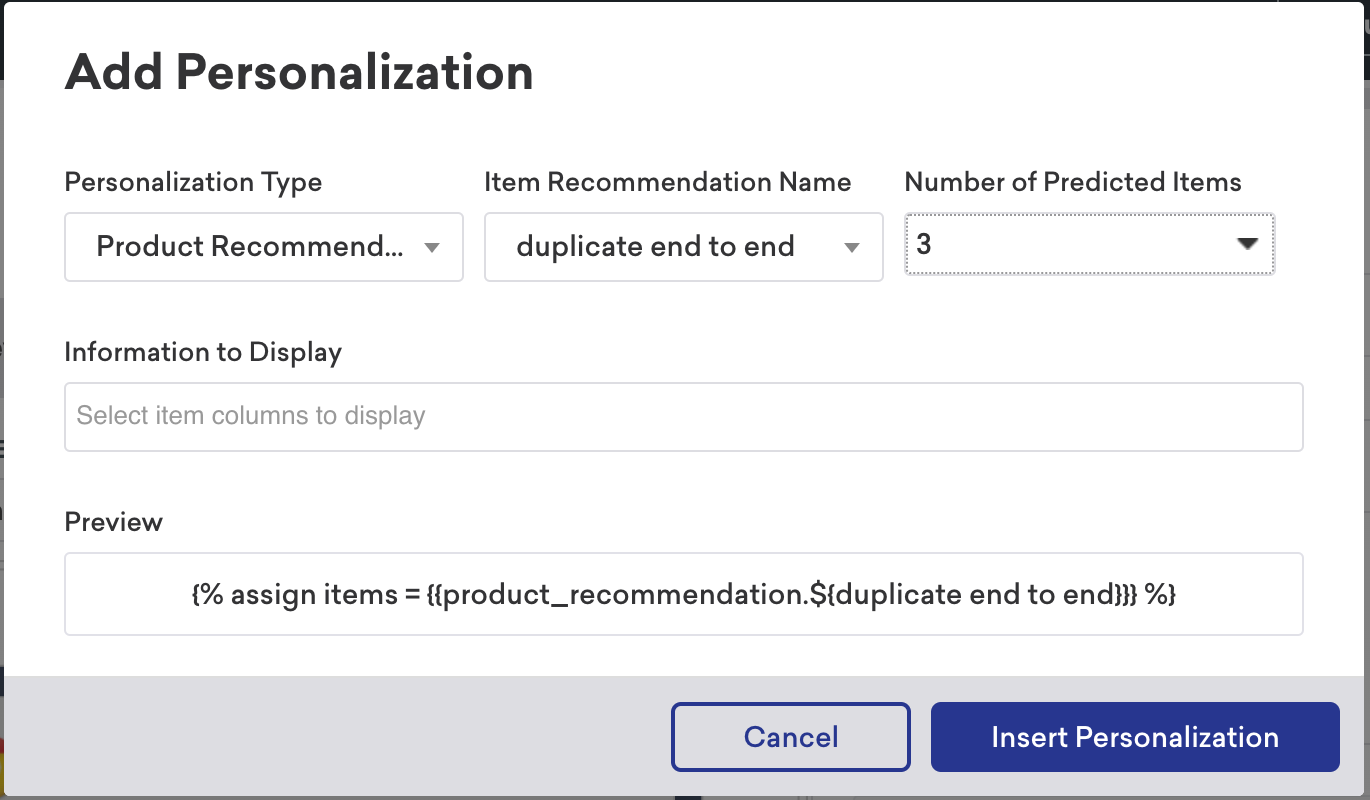 Add Personalization
Personalization Type Item Recommendation Name Number of Predicted Items
Product Recommend... duplicate end to end 3
Information to Display
Select item columns to display
Preview
{% assign items = {{product_recommendation.${duplicate end to end}}} %}
Cancel Insert Personalization